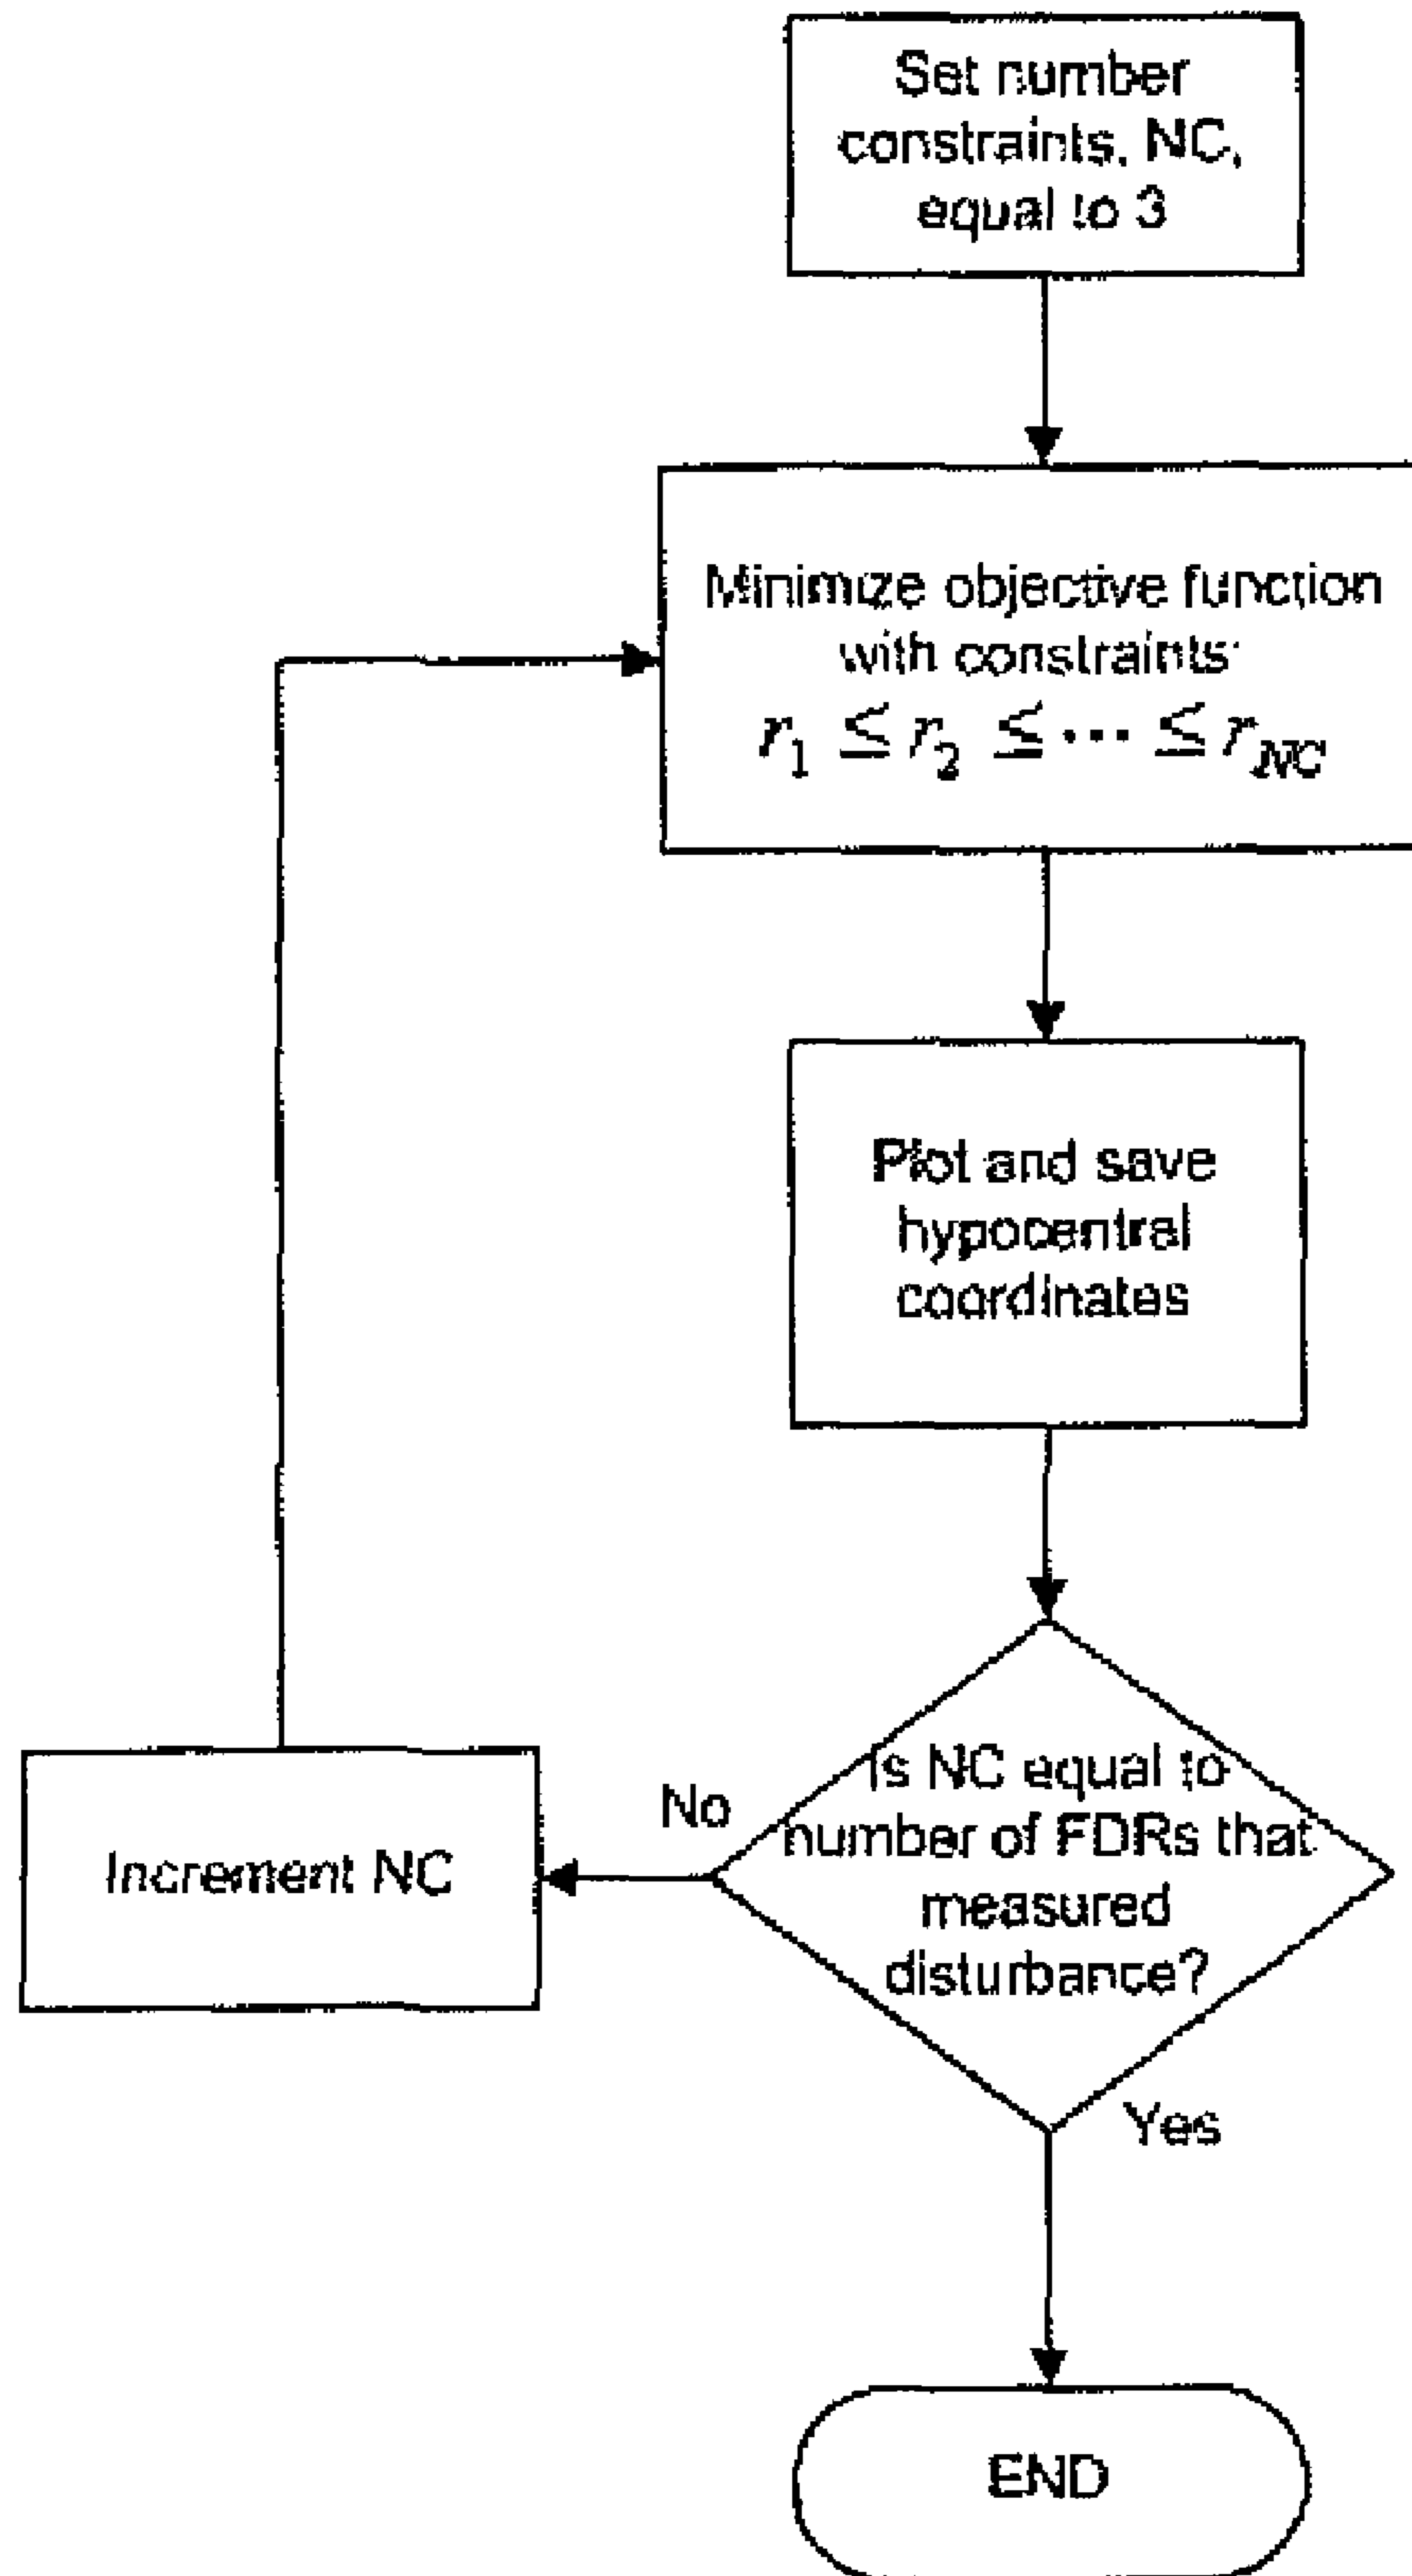 Set number
constraints, NC,
equal to 3
Minimize objective function
with constraints:
r₁ ≤ r₂ ≤ ··· ≤ r_NC
Plot and save
hypocentral
coordinates
Is NC equal to
number of FDRs that
measured
disturbance?
No
Increment NC
Yes
END